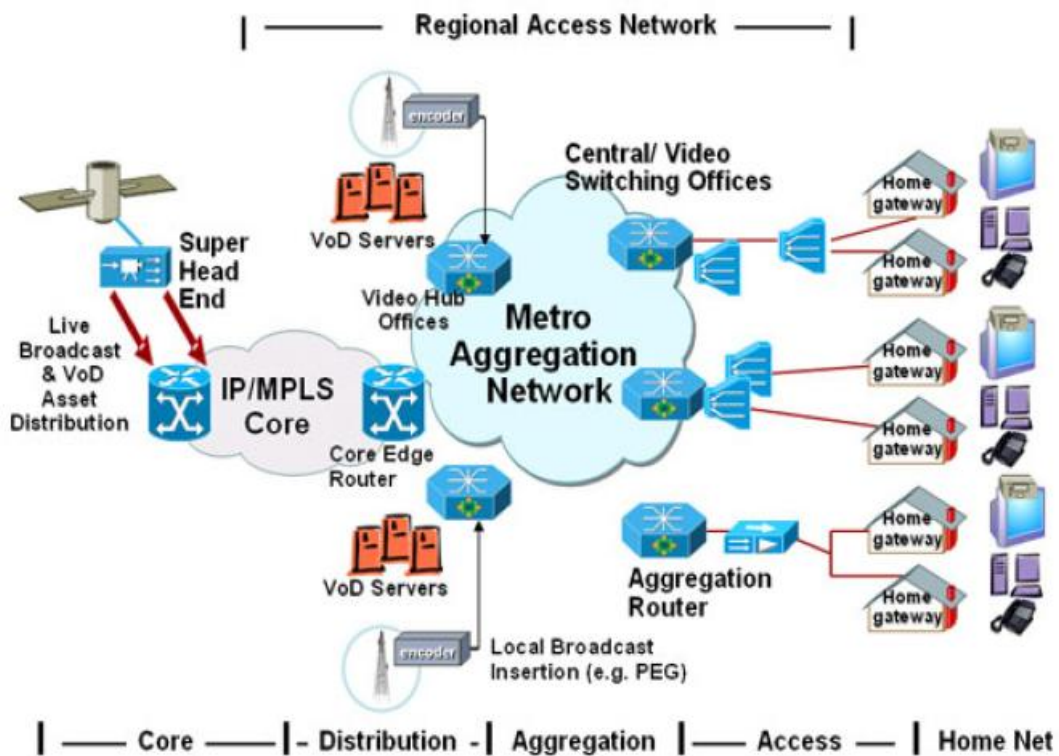 Regional Access Network
encoder
Central/ Video
Switching Offices
VoD Servers
Super
Head
End
Video Hub
Offices
Live
Broadcast
& VoD
Asset
Distribution
IP/MPLS
Core
Core Edge
Router
Metro
Aggregation
Network
Home
gateway
Home
gateway
Home
gateway
Home
gateway
Home
gateway
Home
gateway
VoD Servers
Aggregation
Router
encoder
Local Broadcast
Insertion (e.g. PEG)
Core
Distribution
Aggregation
Access
Home Net